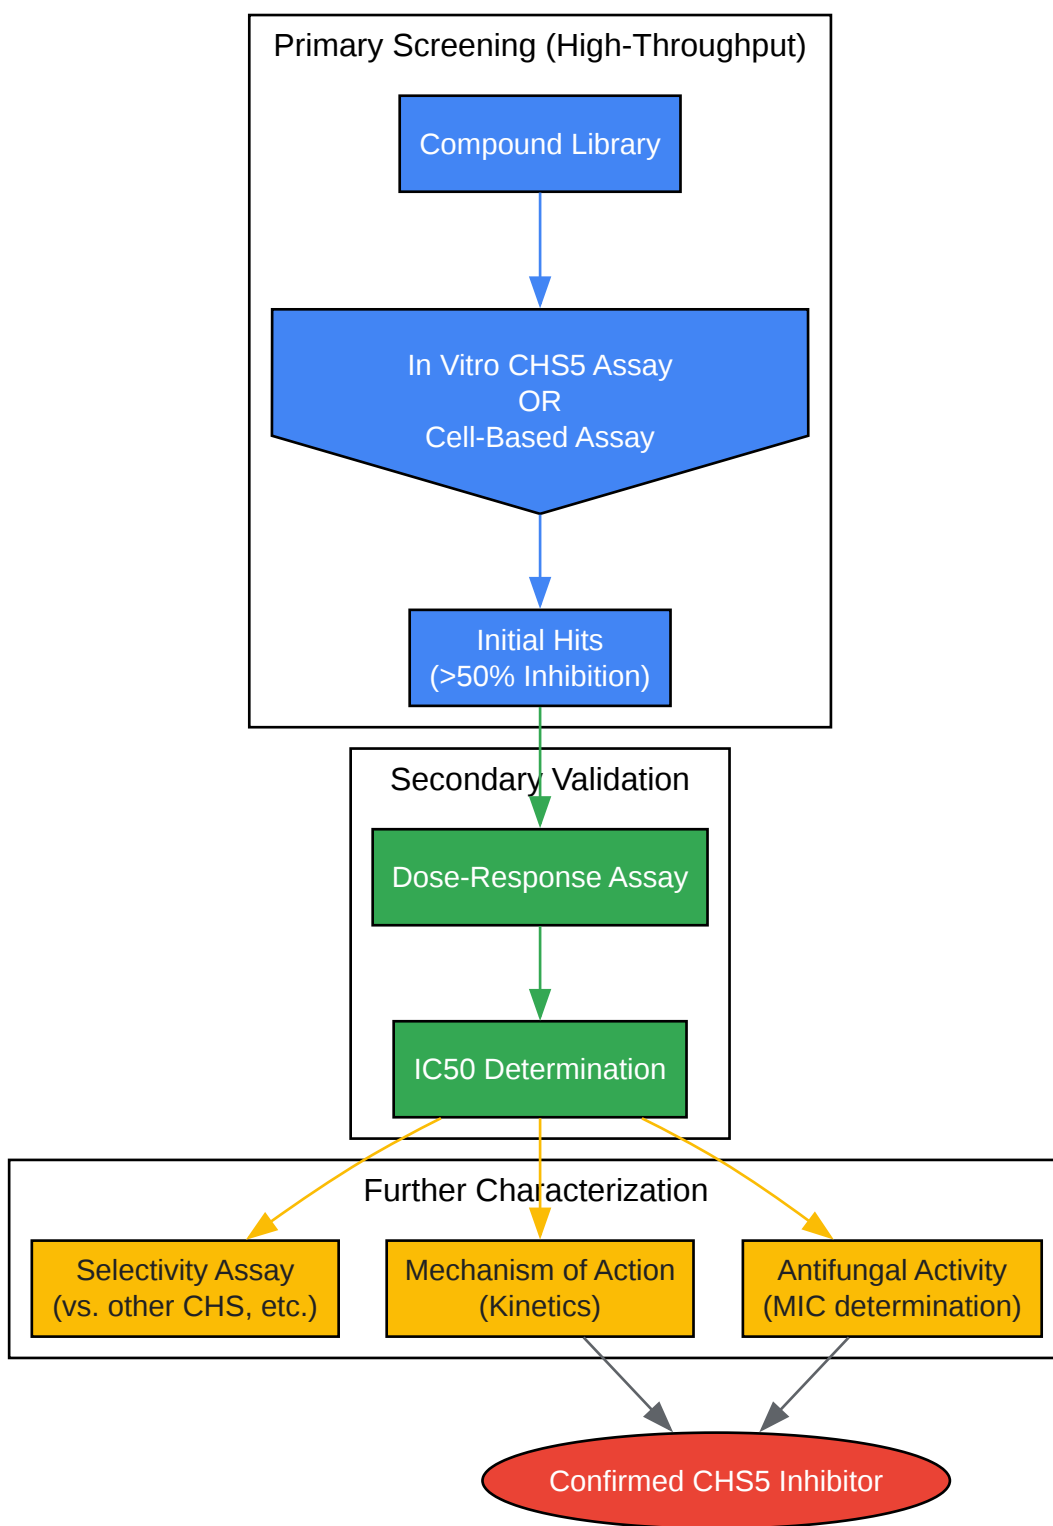 Primary Screening (High-Throughput)
Compound Library
In Vitro CHS5 Assay
OR
Cell-Based Assay
Initial Hits
(>50% Inhibition)
Secondary Validation
Dose-Response Assay
IC50 Determination
Further Characterization
Selectivity Assay
(vs. other CHS, etc.)
Mechanism of Action
(Kinetics)
Antifungal Activity
(MIC determination)
Confirmed CHS5 Inhibitor